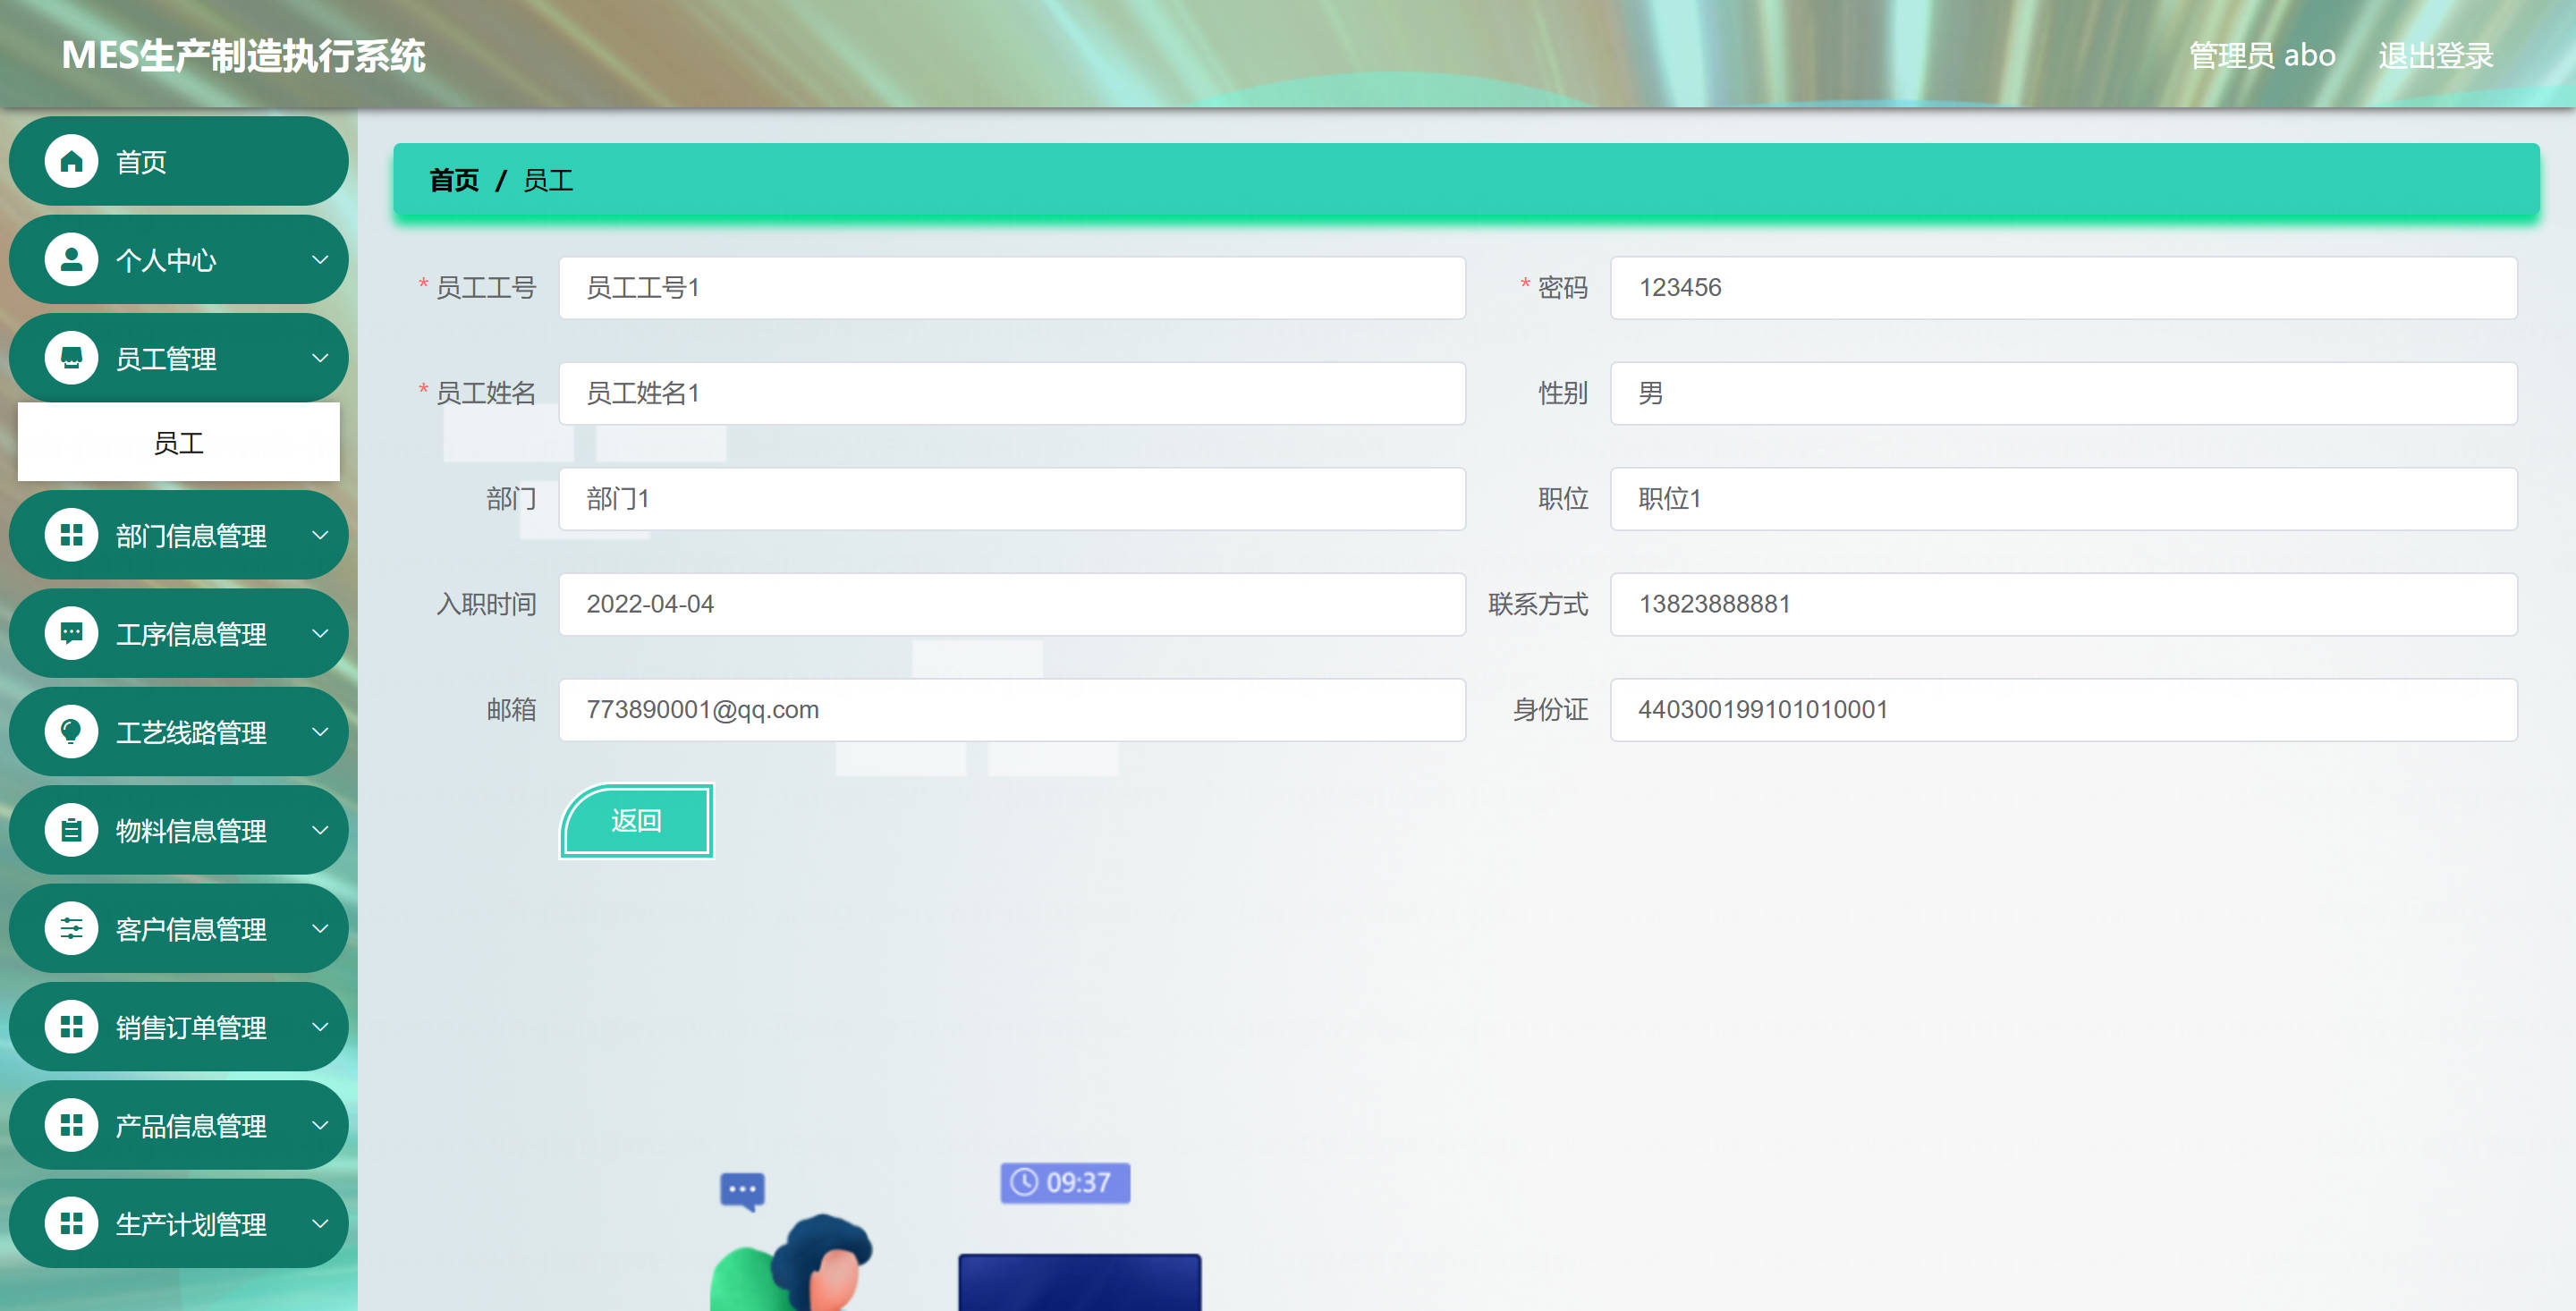 MES生产制造执行系统
管理员 abo 退出登录
首页
个人中心
员工管理
员工
部门信息管理
工序信息管理
工艺线路管理
物料信息管理
客户信息管理
销售订单管理
产品信息管理
生产计划管理
首页 / 员工
* 员工工号 员工工号1 * 密码 123456
* 员工姓名 员工姓名1 性别 男
部门 部门1 职位 职位1
入职时间 2022-04-04 联系方式 13823888881
邮箱 773890001@qq.com 身份证 440300199101010001
返回
09:37